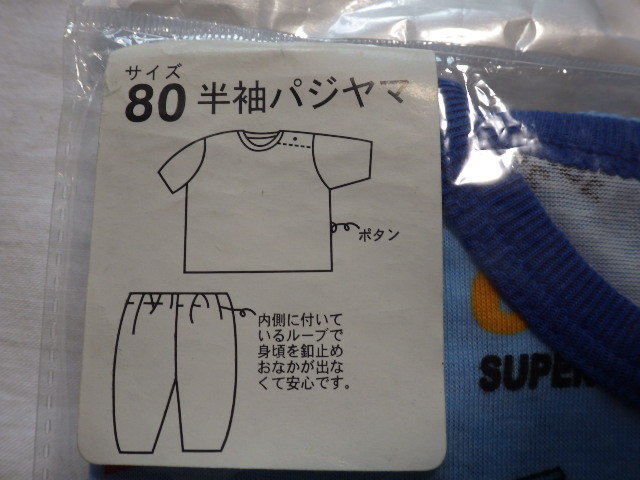 サイズ
80 半袖パジヤマ
ボタン
内側に付いて
いるループで
身頃を釦止め
おなかが出な
くて安心です。
SUPER